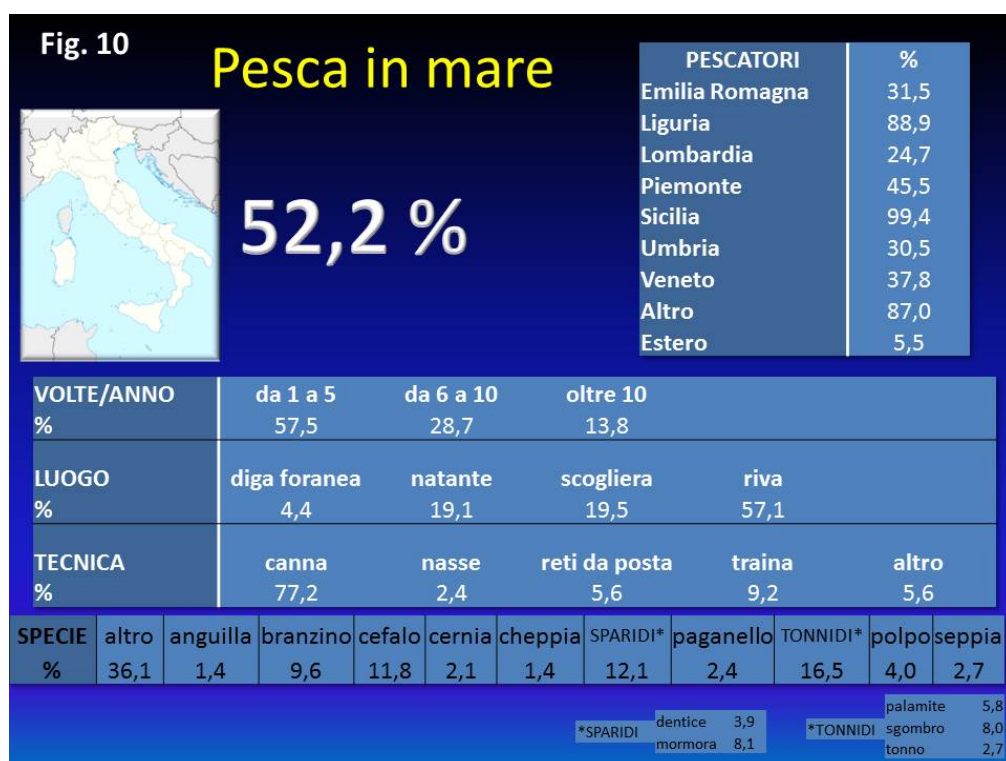 Fig. 10
Pesca in mare
52,2 %
PESCATORI %
Emilia Romagna 31,5
Liguria 88,9
Lombardia 24,7
Piemonte 45,5
Sicilia 99,4
Umbria 30,5
Veneto 37,8
Altro 87,0
Estero 5,5
VOLTE/ANNO da 1 a 5 da 6 a 10 oltre 10
% 57,5 28,7 13,8
LUOGO diga foranea natante scogliera riva
% 4,4 19,1 19,5 57,1
TECNICA canna nasse reti da posta traina altro
% 77,2 2,4 5,6 9,2 5,6
SPECIE altro anguilla branzino cefalo cernia cheppia SPARIDI* paganello TONNIDI* polpo seppia
% 36,1 1,4 9,6 11,8 2,1 1,4 12,1 2,4 16,5 4,0 2,7
*SPARIDI dentice 3,9
mormora 8,1
*TONNIDI palamite 5,8
sgombro 8,0
tonno 2,7